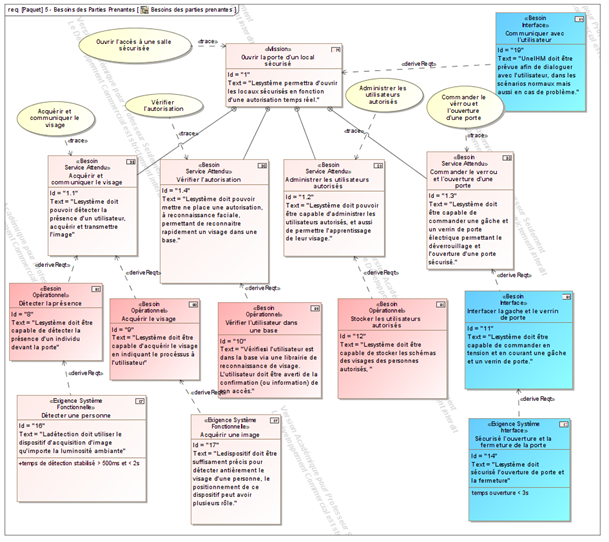 req [Paquet] 5 - Besoins des Parties Prenantes [ Besoins des parties prenantes ]
Ouvrir l'accès à une salle
sécurisée
«trace»
«Mission»
Ouvrir la porte d'un local
sécurisé
Id = "1"
Text = "Lesystème permettra d'ouvrir
les locaux sécurisés en fonction
d'une autorisation temps réel.
«deriveReqt»
«Besoin
Interface»
Communiquer avec
l'utilisateur
Id = "19"
Text = "UneIHM doit être
prévue afin de dialoguer
avec l'utilisateur, dans les
scénarios normaux mais
aussi en cas de problème."
Acquérir et
communiquer le
visage
«trace»
Vérifier
l'autorisation
«trace»
Administrer les
utilisateurs
autorisés
«trace»
Commander le
verrou et
l'ouverture
d'une porte
«trace»
«Besoin
Service Attendu»
Acquérir et
communiquer le visage
Id = "1.1"
Text = "Lesystème doit
pouvoir détecter la
présence d'un utilisateur,
acquérir et transmettre
l'image"
«Besoin
Service Attendu»
Vérifier l'autorisation
Id = "1.4"
Text = "Lesystème doit pouvoir
mettre ne place une autorisation,
à reconnaissance faciale,
permettant de reconnaitre
rapidement un visage dans une
base."
«Besoin
Service Attendu»
Administrer les utilisateurs
autorisés
Id = "1.2"
Text = "Lesystème doit pouvoir
être capable d'administrer les
utilisateurs autorisés, et aussi
de permettre l'apprentissage
de leur visage."
«Besoin
Service Attendu»
Commander le verrou
et l'ouverture d'une
porte
Id = "1.3"
Text = "Lesystème doit
être capable de
commander une gâche et
un verrin de porte
électrique permettant le
déverrouillage et
l'ouverture d'une porte
sécurisé."
«deriveReqt»
«deriveReqt»
«deriveReqt»
«deriveReqt»
«deriveReqt»
«Besoin
Opérationnel»
Détecter la présence
Id = "8"
Text = "Lesystème doit être
capable de détecter la
présence d'un individu
devant la porte"
«Besoin
Opérationnel»
Acquérir le visage
Id = "9"
Text = "Lesystème doit être
capable d'acquérir le visage
en indiquant le procéssus à
l'utilisateur"
«Besoin
Opérationnel»
Vérifier l'utilisateur dans
une base
Id = "10"
Text = "Vérifiesi l'utilisateur est
dans la base via une librairie de
reconnaissance de visage.
L'utilisateur doit être averti de la
confirmation (ou information) de
son accès."
«Besoin
Opérationnel»
Stocker les utilisateurs
autorisés
Id = "12"
Text = "Lesystème doit être
capable de stocker les schémas
des visages des personnes
autorisés. "
«Besoin
Interface»
Interfacer la gache et le verrin
de porte
Id = "11"
Text = "Lesystème doit être
capable de commander en
tension et en courant une gâche
et un verrin de porte."
«deriveReqt»
«deriveReqt»
«deriveReqt»
«Exigence Système
Fonctionnelle»
Détecter une personne
Id = "16"
Text = "Ladétection doit utiliser le
dispositif d'acquisition d'image
qu'importe la luminosité ambiante"
+temps de détection stabilisé > 500ms et < 2s
«Exigence Système
Fonctionnelle»
Acquérir une image
Id = "17"
Text = "Ledispositif doit être
suffisament précis pour
détecter antiérement le
visage d'une personne, le
positionnement de ce
dispositif peut avoir
plusieurs rôle."
«Exigence Système
Interface»
Sécurisé l'ouverture et la
fermeture de la porte
Id = "14"
Text = "Lesystème doit
sécurisé l'ouverture de porte et
la fermeture"
temps ouverture < 3s